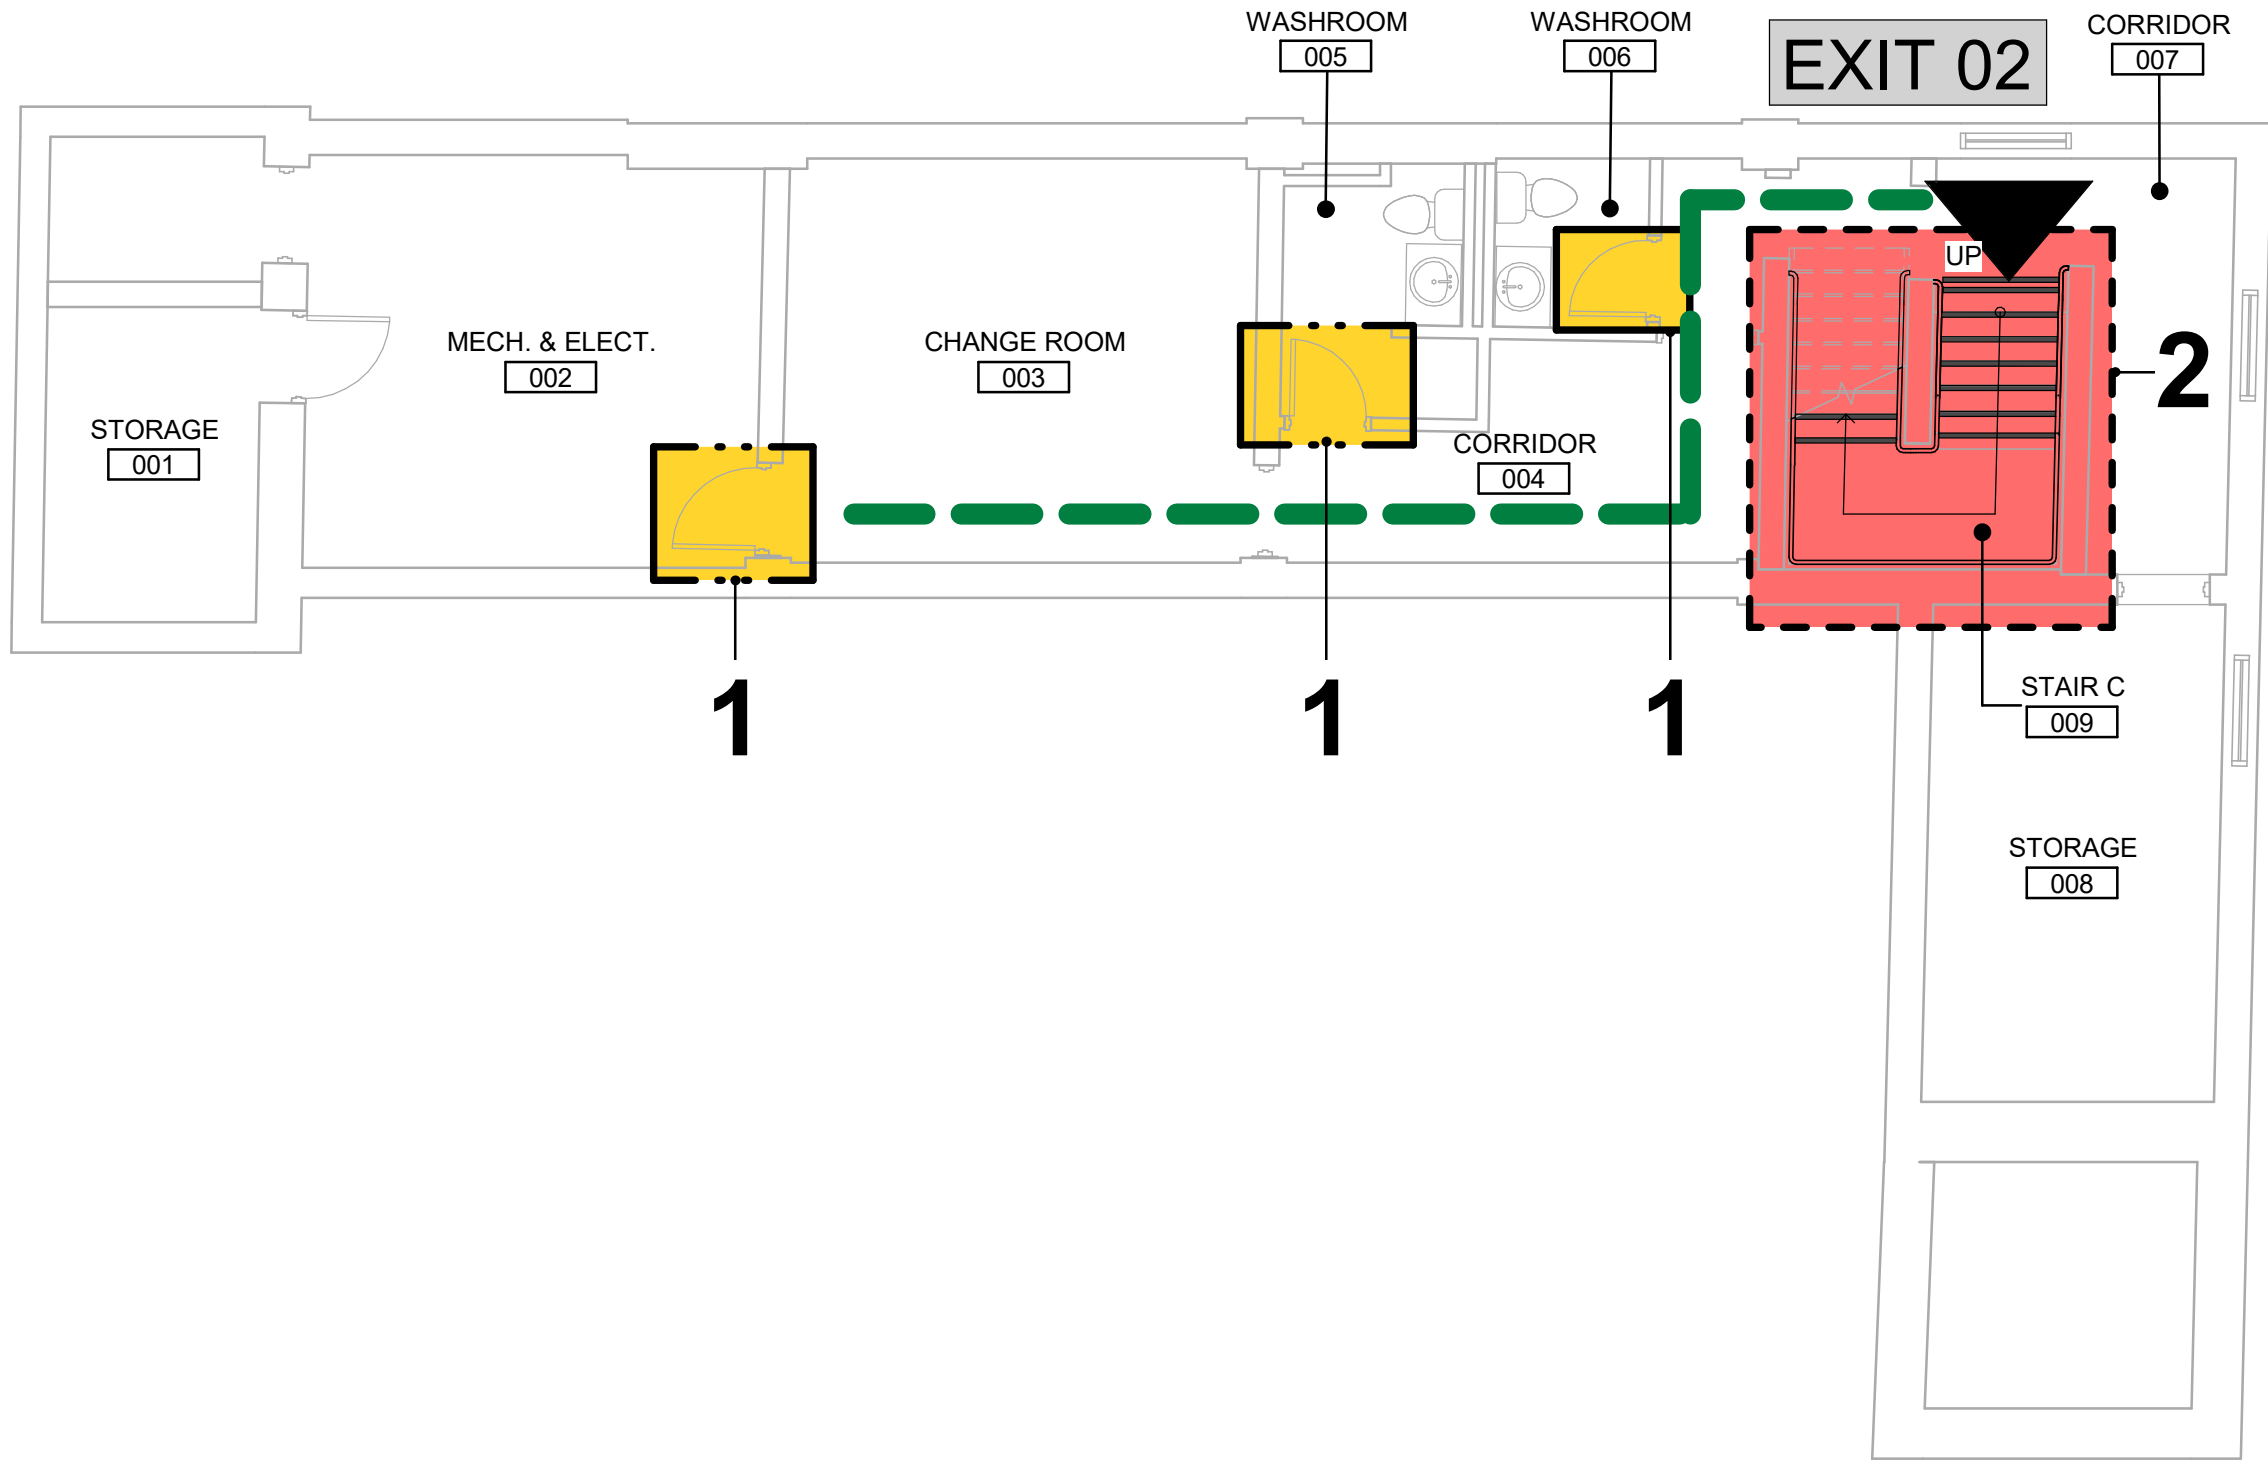 WASHROOM
005
WASHROOM
006
EXIT 02
CORRIDOR
007
UP
MECH. & ELECT.
002
CHANGE ROOM
003
STORAGE
001
CORRIDOR
004
2
1
1
1
STAIR C
009
STORAGE
008